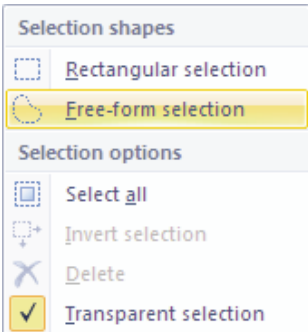 Selection shapes
Rectangular selection
Free-form selection
Selection options
Select all
Invert selection
Delete
Transparent selection